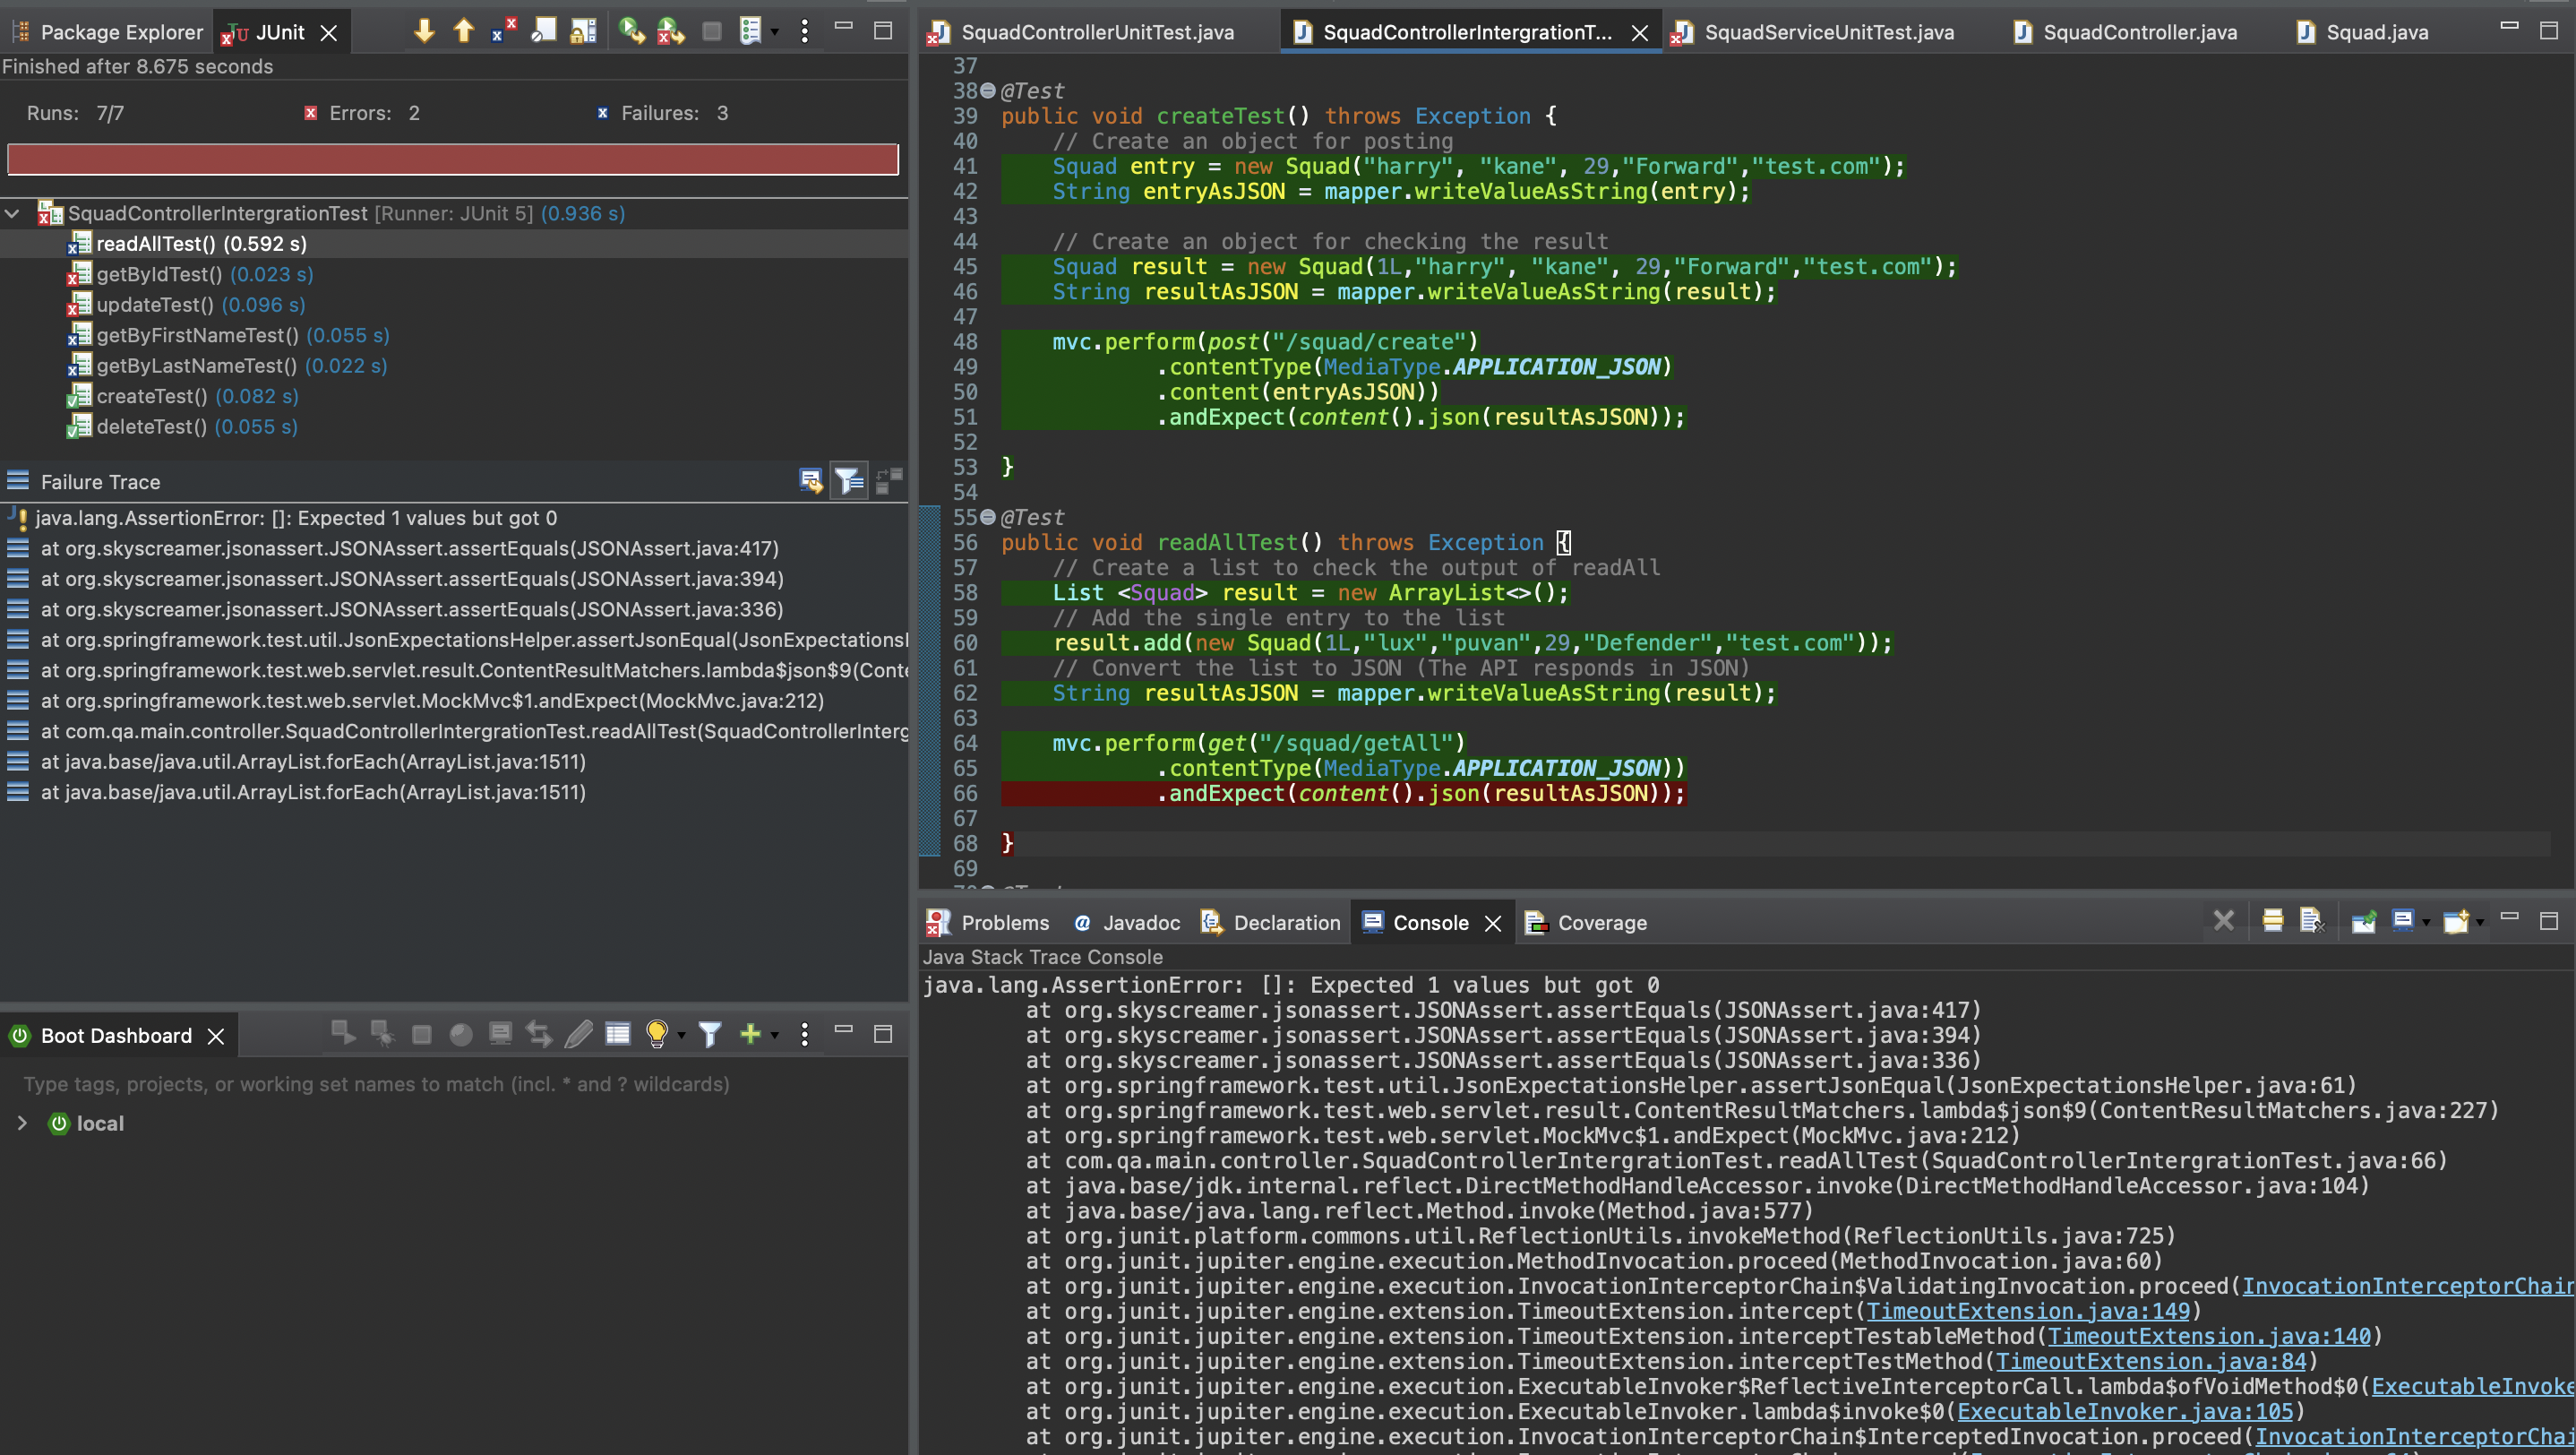 Package Explorer
JUnit
Finished after 8.675 seconds
Runs: 7/7
Errors: 2
Failures: 3
SquadControllerIntergrationTest [Runner: JUnit 5] (0.936 s)
readAllTest() (0.592 s)
getByIdTest() (0.023 s)
updateTest() (0.096 s)
getByFirstNameTest() (0.055 s)
getByLastNameTest() (0.022 s)
createTest() (0.082 s)
deleteTest() (0.055 s)
Failure Trace
java.lang.AssertionError: []: Expected 1 values but got 0
at org.skyscreamer.jsonassert.JSONAssert.assertEquals(JSONAssert.java:417)
at org.skyscreamer.jsonassert.JSONAssert.assertEquals(JSONAssert.java:394)
at org.skyscreamer.jsonassert.JSONAssert.assertEquals(JSONAssert.java:336)
at org.springframework.test.util.JsonExpectationsHelper.assertJsonEqual(JsonExpectationsH
at org.springframework.test.web.servlet.result.ContentResultMatchers.lambda$json$9(Conte
at org.springframework.test.web.servlet.MockMvc$1.andExpect(MockMvc.java:212)
at com.qa.main.controller.SquadControllerIntergrationTest.readAllTest(SquadControllerInterg
at java.base/java.util.ArrayList.forEach(ArrayList.java:1511)
at java.base/java.util.ArrayList.forEach(ArrayList.java:1511)
Boot Dashboard
Type tags, projects, or working set names to match (incl. * and ? wildcards)
local
SquadControllerUnitTest.java
SquadControllerIntergrationT...
SquadServiceUnitTest.java
SquadController.java
Squad.java
37
38 @Test
39 public void createTest() throws Exception {
40 // Create an object for posting
41 Squad entry = new Squad("harry", "kane", 29,"Forward","test.com");
42 String entryAsJSON = mapper.writeValueAsString(entry);
43
44 // Create an object for checking the result
45 Squad result = new Squad(1L,"harry", "kane", 29,"Forward","test.com");
46 String resultAsJSON = mapper.writeValueAsString(result);
47
48 mvc.perform(post("/squad/create")
49 .contentType(MediaType.APPLICATION_JSON)
50 .content(entryAsJSON))
51 .andExpect(content().json(resultAsJSON));
52
53 }
54
55 @Test
56 public void readAllTest() throws Exception {
57 // Create a list to check the output of readAll
58 List <Squad> result = new ArrayList<>();
59 // Add the single entry to the list
60 result.add(new Squad(1L,"lux","puvan",29,"Defender","test.com"));
61 // Convert the list to JSON (The API responds in JSON)
62 String resultAsJSON = mapper.writeValueAsString(result);
63
64 mvc.perform(get("/squad/getAll")
65 .contentType(MediaType.APPLICATION_JSON))
66 .andExpect(content().json(resultAsJSON));
67
68 }
69
Problems
Javadoc
Declaration
Console
Coverage
Java Stack Trace Console
java.lang.AssertionError: []: Expected 1 values but got 0
at org.skyscreamer.jsonassert.JSONAssert.assertEquals(JSONAssert.java:417)
at org.skyscreamer.jsonassert.JSONAssert.assertEquals(JSONAssert.java:394)
at org.skyscreamer.jsonassert.JSONAssert.assertEquals(JSONAssert.java:336)
at org.springframework.test.util.JsonExpectationsHelper.assertJsonEqual(JsonExpectationsHelper.java:61)
at org.springframework.test.web.servlet.result.ContentResultMatchers.lambda$json$9(ContentResultMatchers.java:227)
at org.springframework.test.web.servlet.MockMvc$1.andExpect(MockMvc.java:212)
at com.qa.main.controller.SquadControllerIntergrationTest.readAllTest(SquadControllerIntergrationTest.java:66)
at java.base/jdk.internal.reflect.DirectMethodHandleAccessor.invoke(DirectMethodHandleAccessor.java:104)
at java.base/java.lang.reflect.Method.invoke(Method.java:577)
at org.junit.platform.commons.util.ReflectionUtils.invokeMethod(ReflectionUtils.java:725)
at org.junit.jupiter.engine.execution.MethodInvocation.proceed(MethodInvocation.java:60)
at org.junit.jupiter.engine.execution.InvocationInterceptorChain$ValidatingInvocation.proceed(InvocationInterceptorChain
at org.junit.jupiter.engine.extension.TimeoutExtension.intercept(TimeoutExtension.java:149)
at org.junit.jupiter.engine.extension.TimeoutExtension.interceptTestableMethod(TimeoutExtension.java:140)
at org.junit.jupiter.engine.extension.TimeoutExtension.interceptTestMethod(TimeoutExtension.java:84)
at org.junit.jupiter.engine.execution.ExecutableInvoker$ReflectiveInterceptorCall.lambda$ofVoidMethod$0(ExecutableInvoke
at org.junit.jupiter.engine.execution.ExecutableInvoker.lambda$invoke$0(ExecutableInvoker.java:105)
at org.junit.jupiter.engine.execution.InvocationInterceptorChain$InterceptedInvocation.proceed(InvocationInterceptorChai